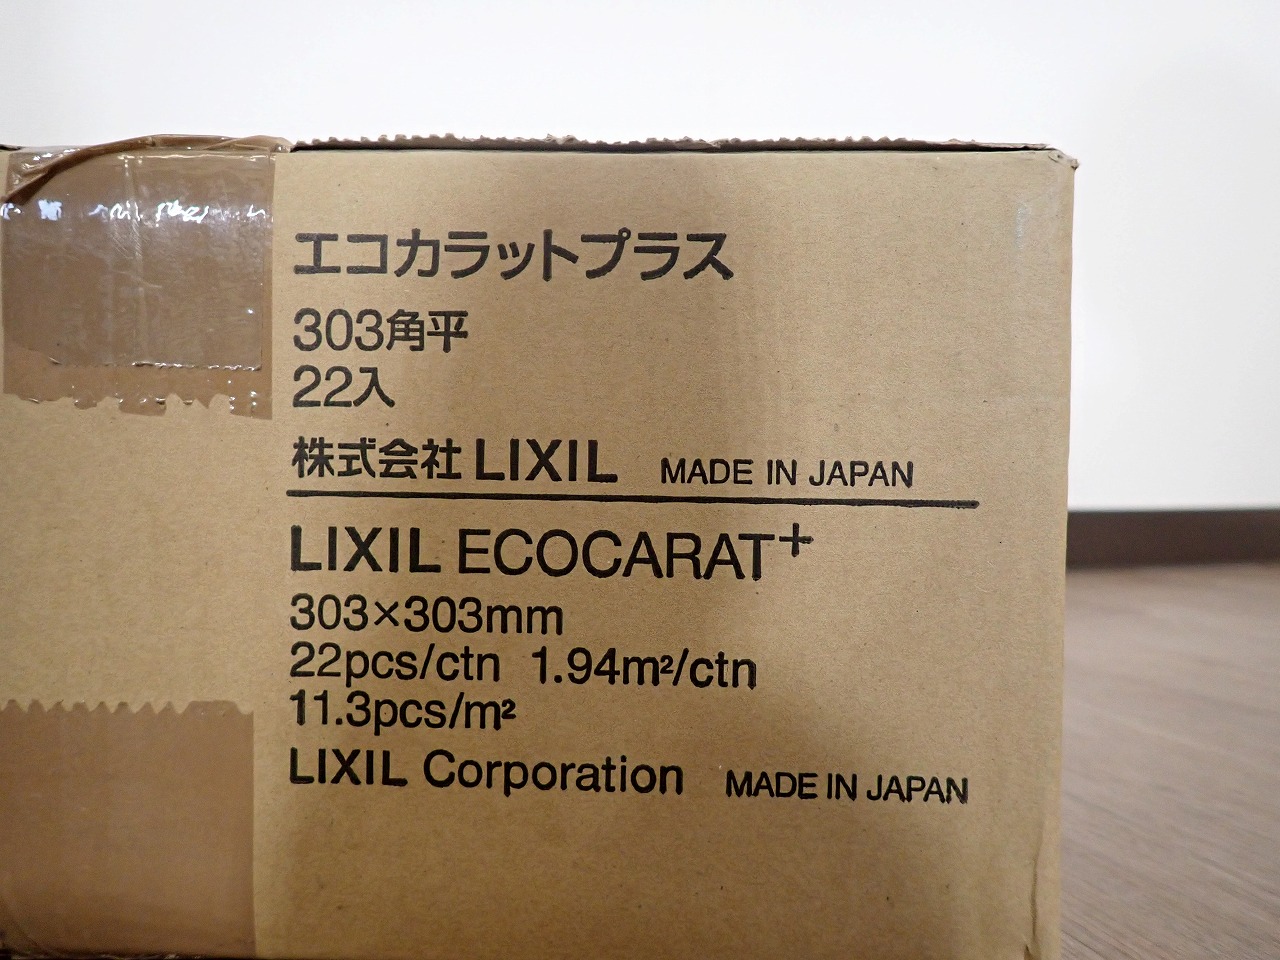 エコカラットプラス
303角平
22入
株式会社 LIXIL MADE IN JAPAN
LIXIL ECOCARAT+
303×303mm
22pcs/ctn 1.94m²/ctn
11.3pcs/m²
LIXIL Corporation MADE IN JAPAN